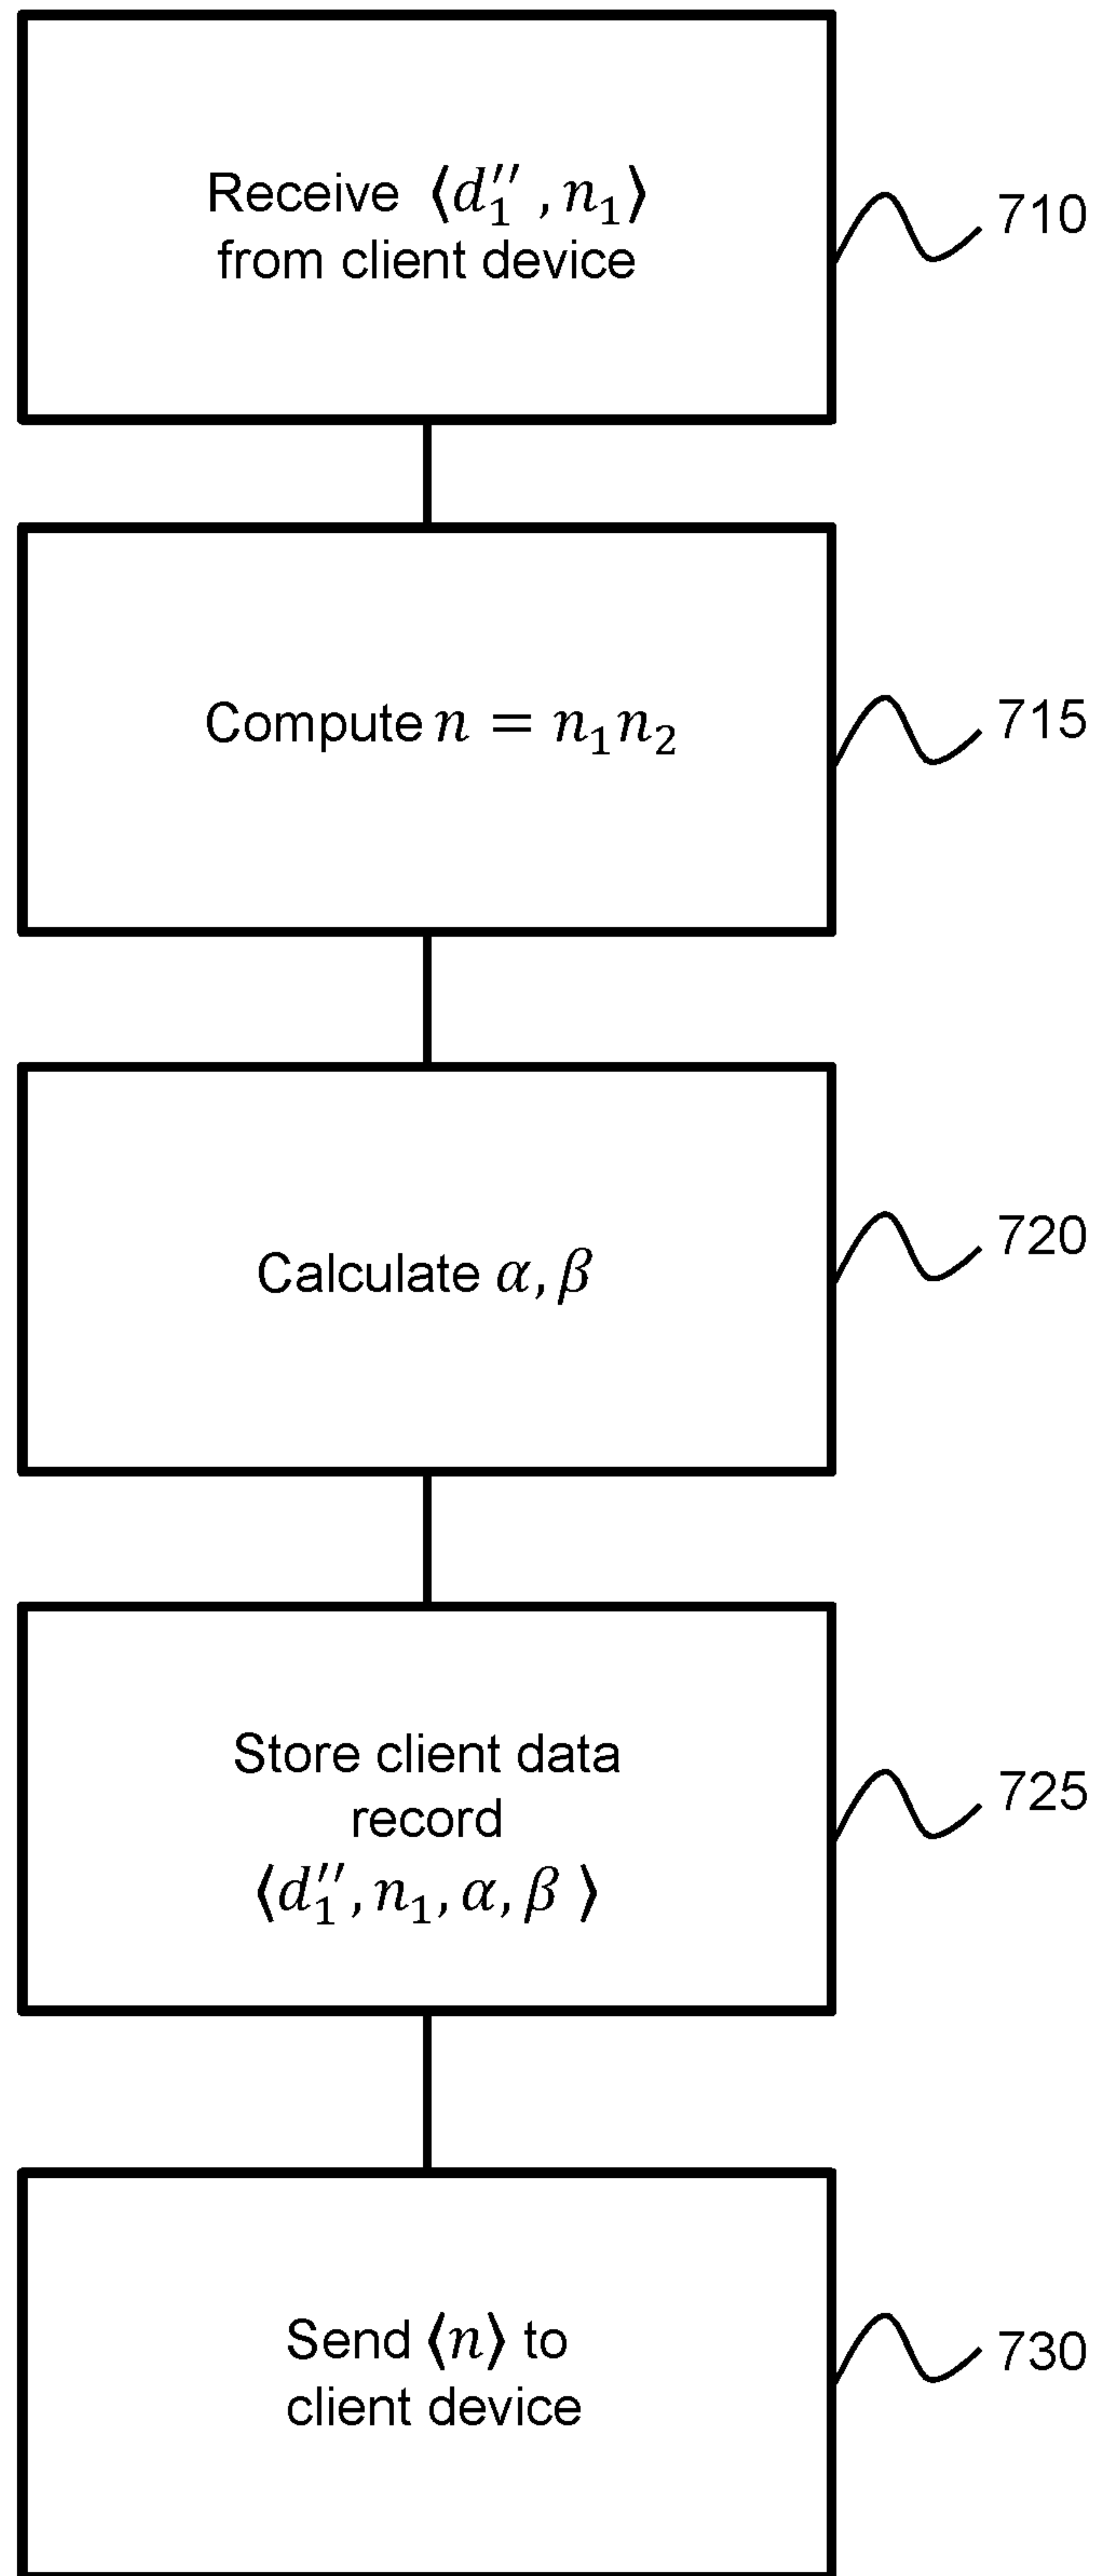 Receive ⟨d₁″, n₁⟩
from client device
710
Compute n = n₁n₂
715
Calculate α, β
720
Store client data
record
⟨d₁″, n₁, α, β ⟩
725
Send ⟨n⟩ to
client device
730